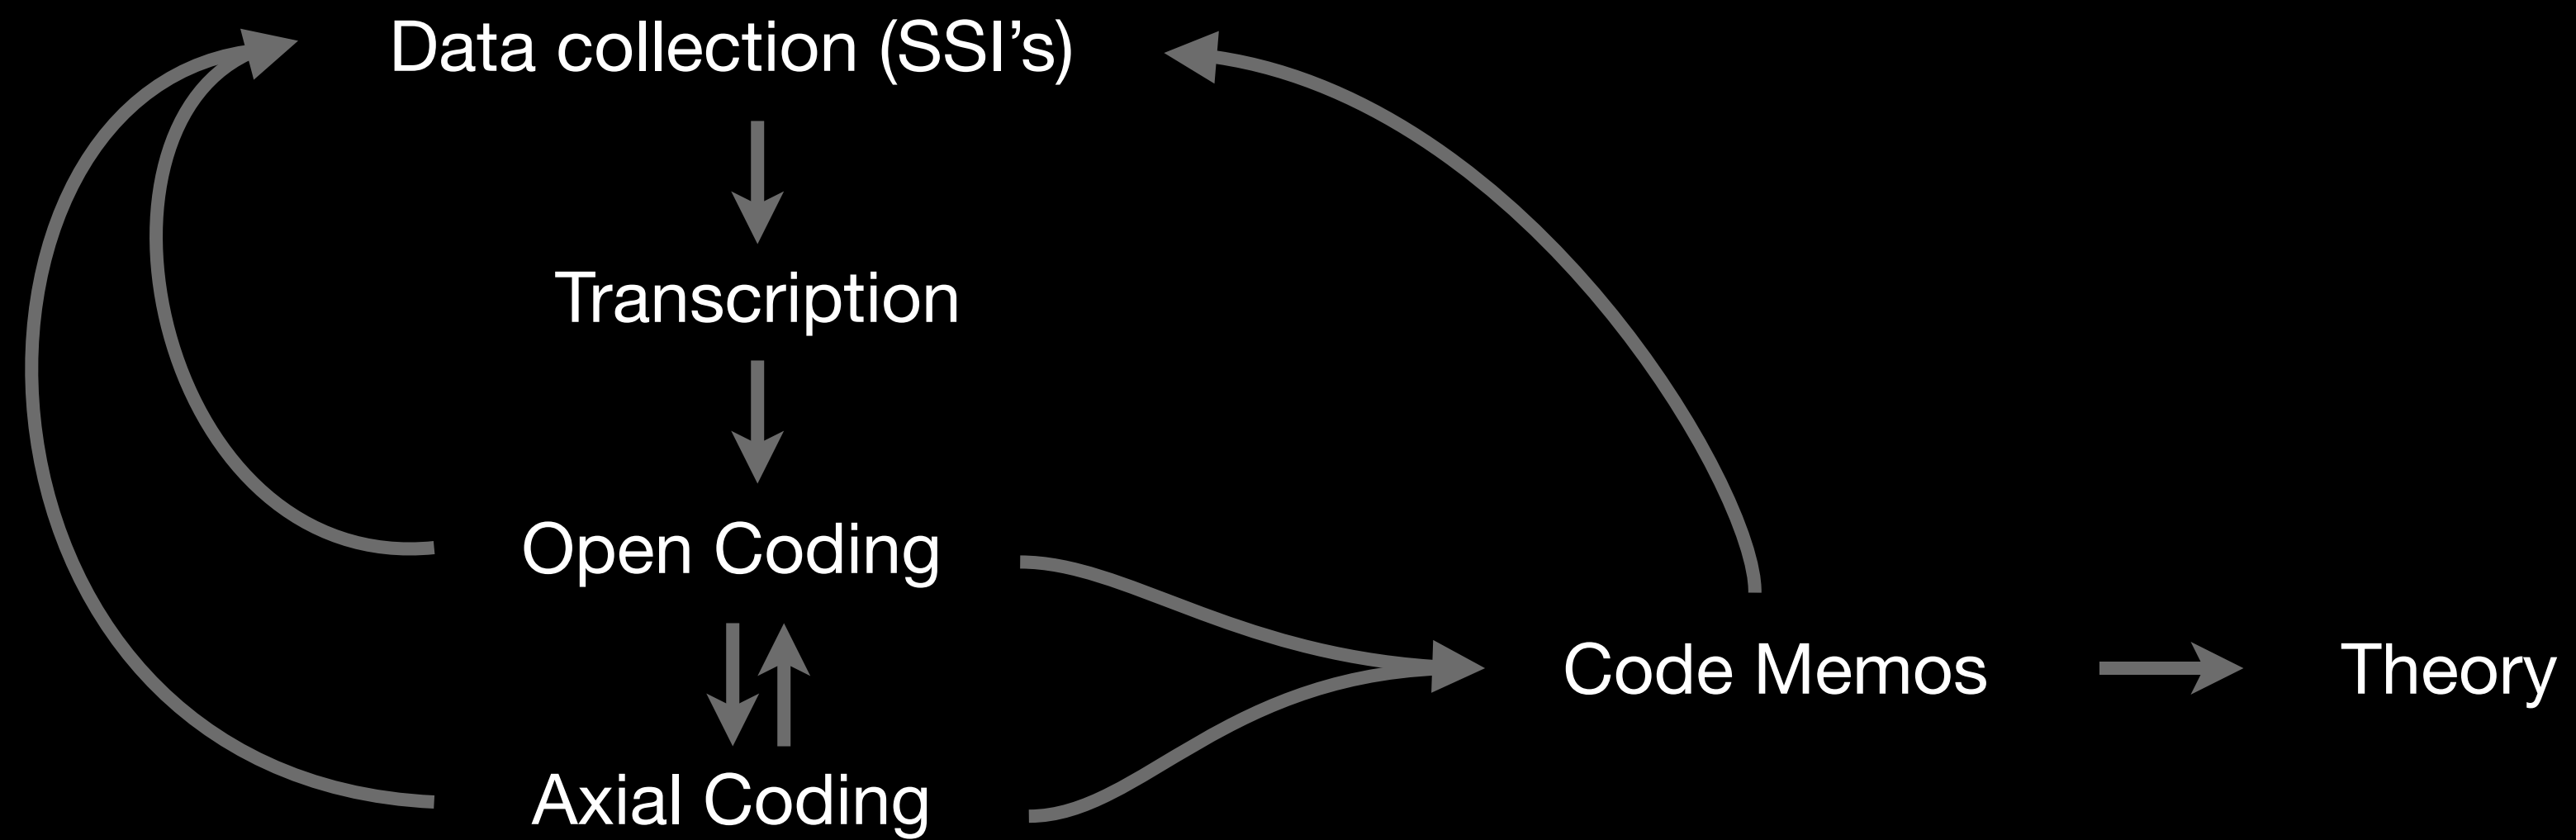 Data collection (SSI's)
Transcription
Open Coding
Axial Coding
Code Memos
Theory